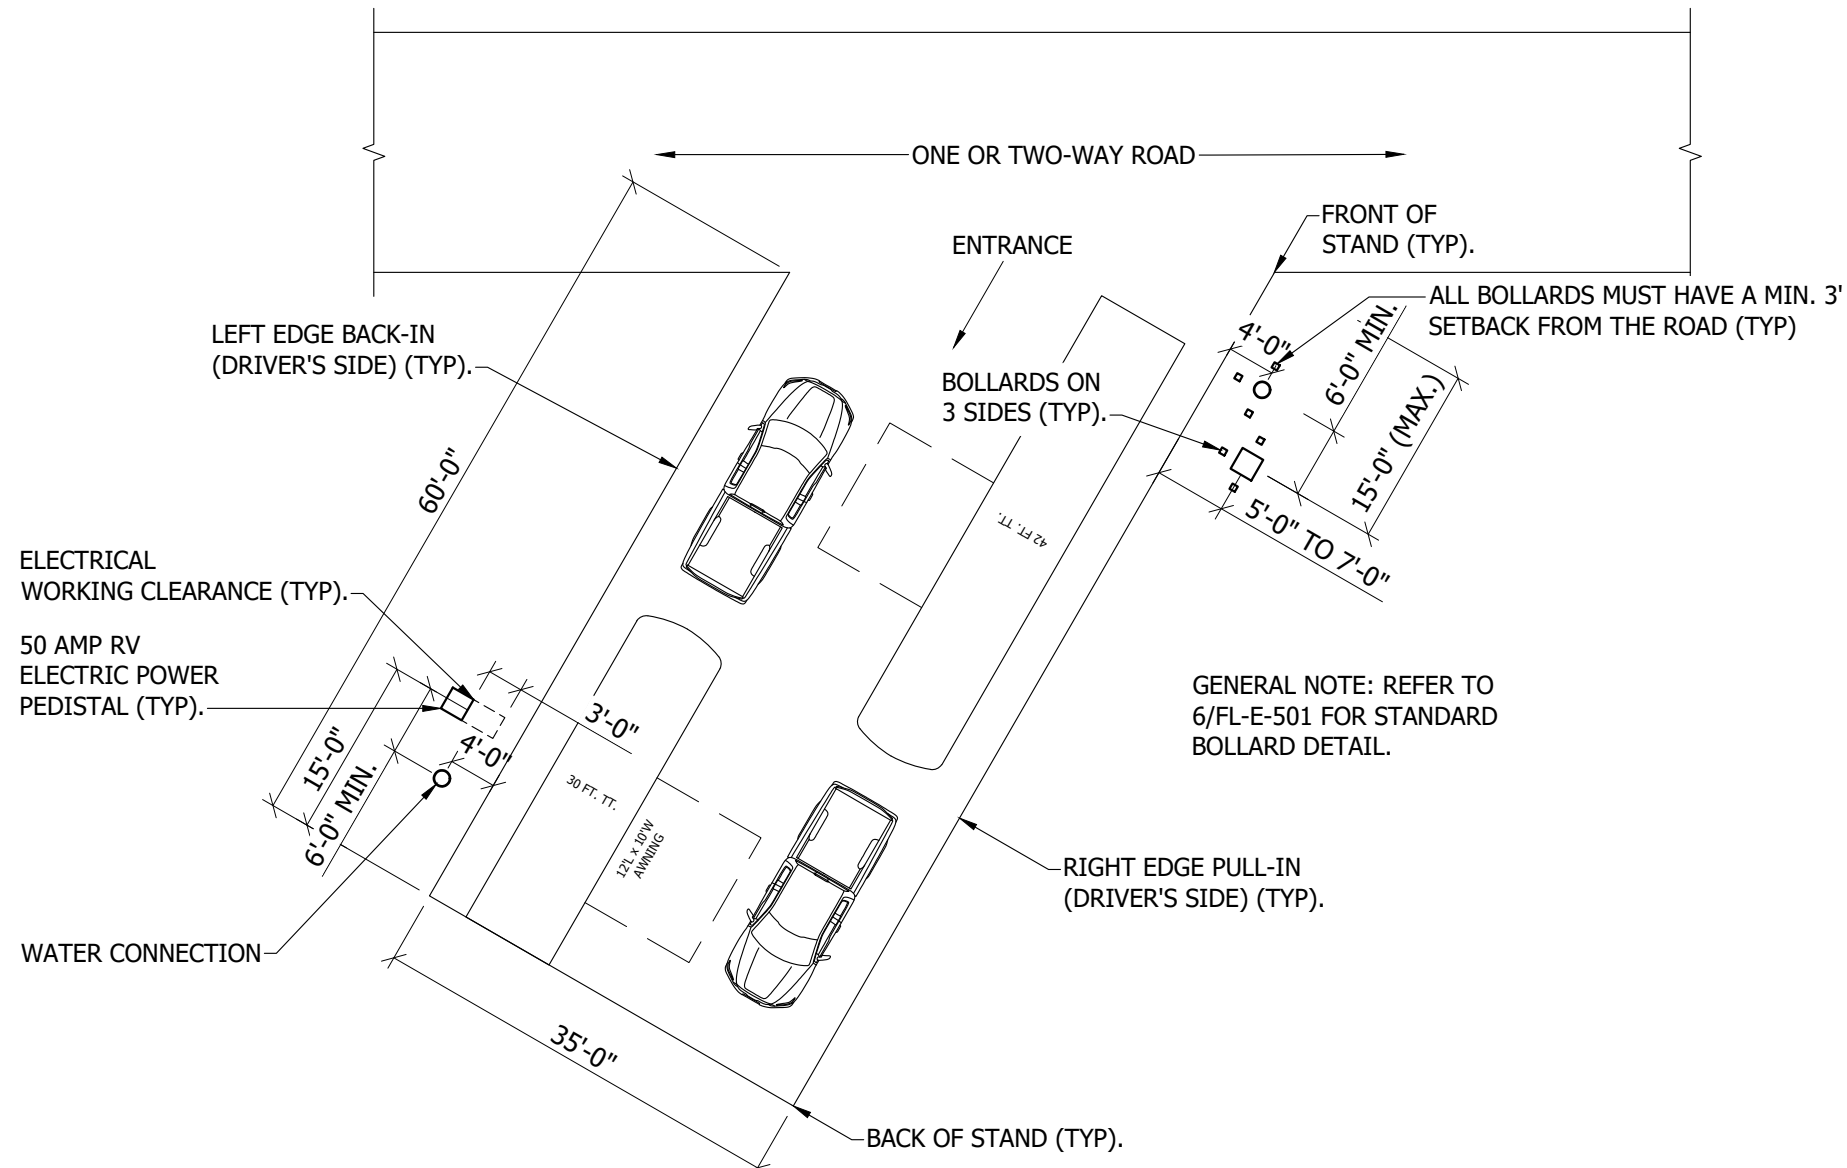 ONE OR TWO-WAY ROAD
FRONT OF
STAND (TYP).
ENTRANCE
ALL BOLLARDS MUST HAVE A MIN. 3'
SETBACK FROM THE ROAD (TYP)
LEFT EDGE BACK-IN
(DRIVER'S SIDE) (TYP).
4'-0"
6'-0" MIN.
BOLLARDS ON
3 SIDES (TYP).
15'-0" (MAX.)
60'-0"
42 FT. TT.
5'-0" TO 7'-0"
ELECTRICAL
WORKING CLEARANCE (TYP).
50 AMP RV
ELECTRIC POWER
PEDISTAL (TYP).
3'-0"
4'-0"
15'-0"
6'-0" MIN.
30 FT. TT.
12'L x 10'W
AWNING
GENERAL NOTE: REFER TO
6/FL-E-501 FOR STANDARD
BOLLARD DETAIL.
RIGHT EDGE PULL-IN
(DRIVER'S SIDE) (TYP).
WATER CONNECTION
35'-0"
BACK OF STAND (TYP).